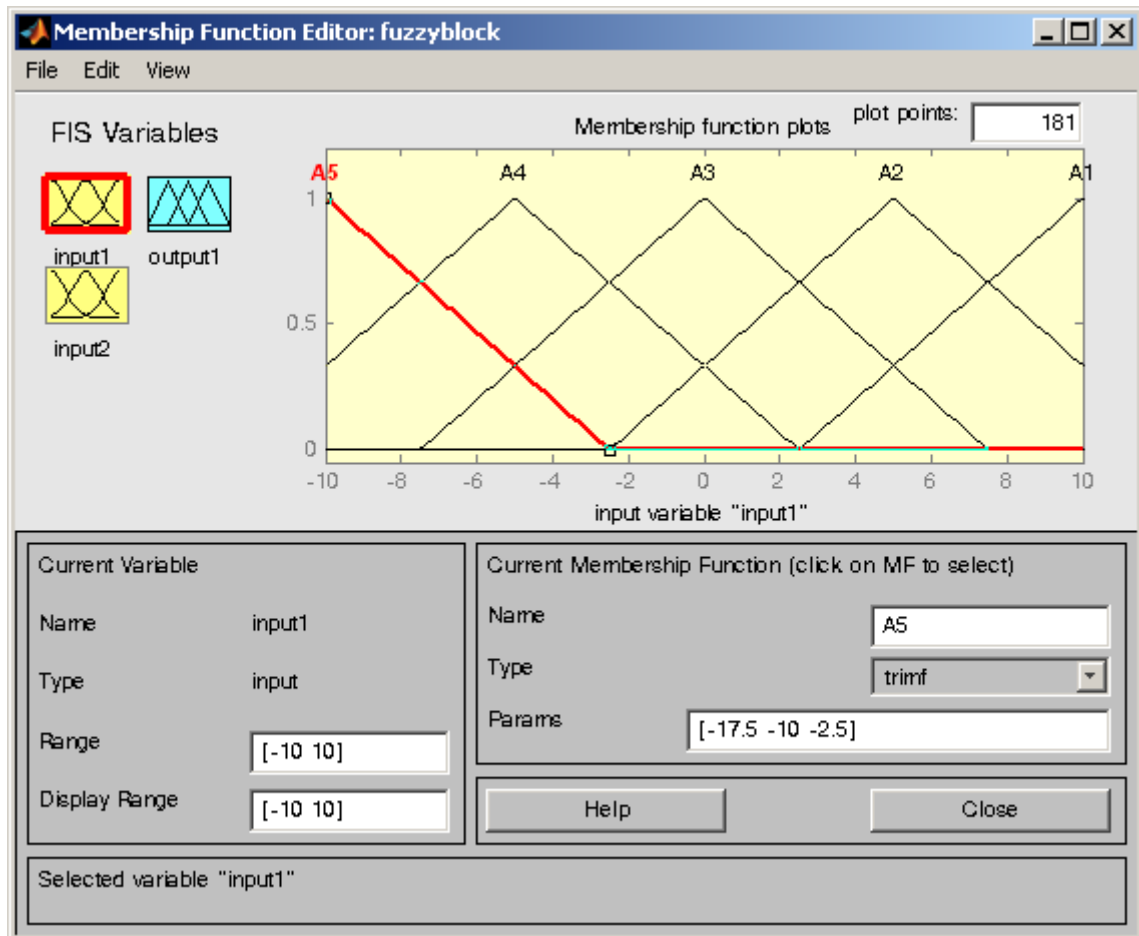 Membership Function Editor: fuzzyblock
File Edit View
FIS Variables
Membership function plots plot points: 181
A5 A4 A3 A2 A1
1
0.5
0
-10 -8 -6 -4 -2 0 2 4 6 8 10
input variable "input1"
input1 output1
input2
Current Variable
Name input1
Type input
Range [-10 10]
Display Range [-10 10]
Current Membership Function (click on MF to select)
Name A5
Type trimf
Params [-17.5 -10 -2.5]
Help Close
Selected variable "input1"